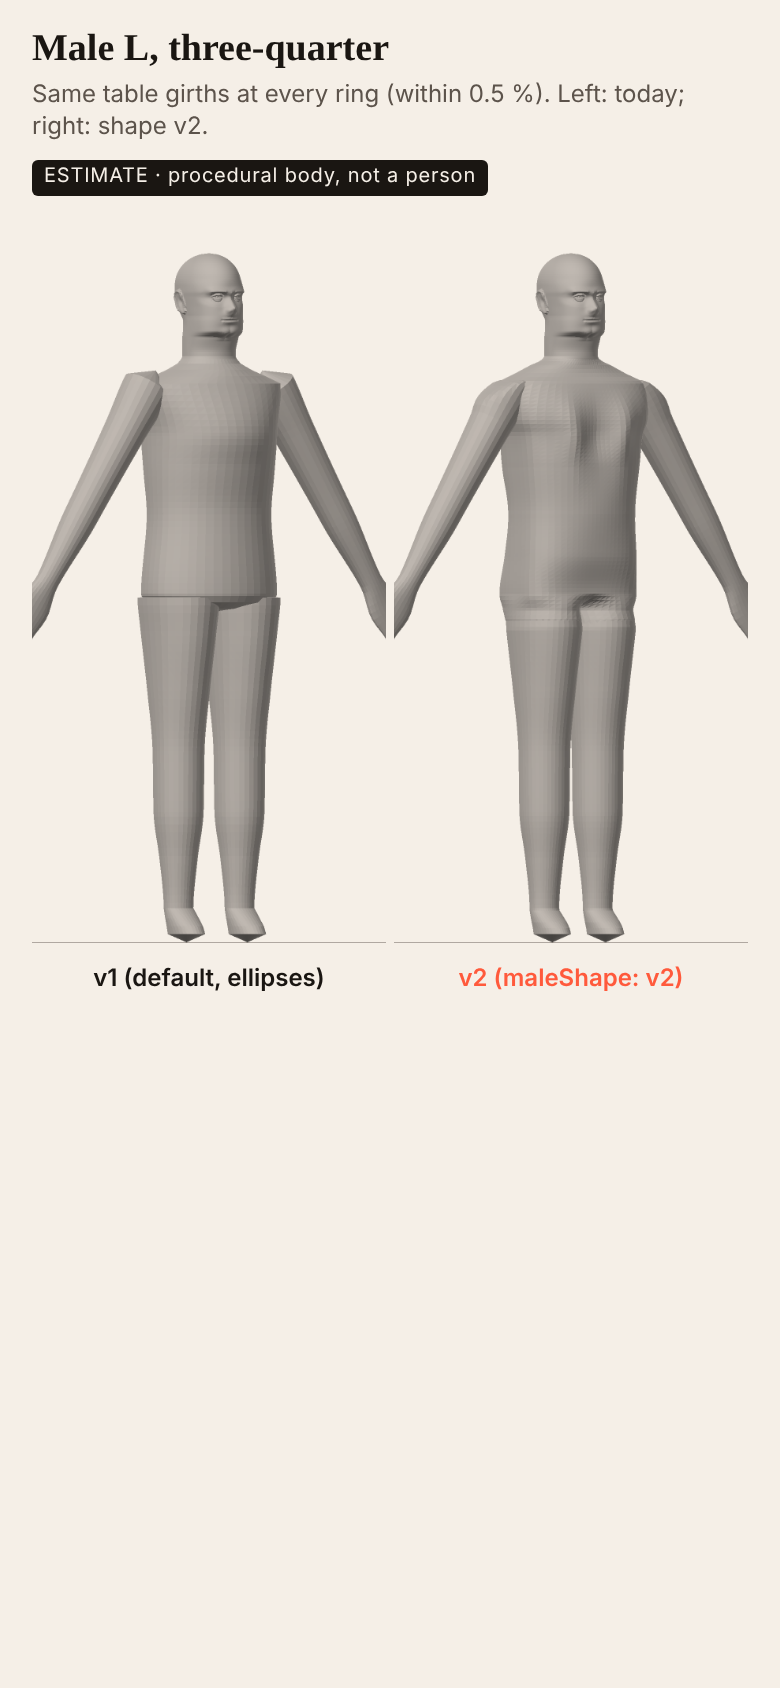 Male L, three-quarter
Same table girths at every ring (within 0.5 %). Left: today;
right: shape v2.
ESTIMATE · procedural body, not a person
v1 (default, ellipses)
v2 (maleShape: v2)